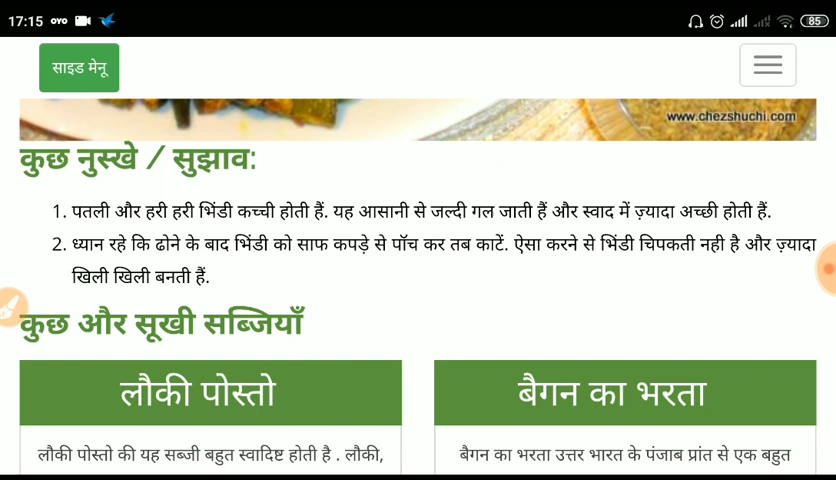 17:15 OYO 85
साइड मेनू
www.chezshuchi.com
कुछ नुस्खे / सुझाव:
1. पतली और हरी हरी भिंडी कच्ची होती हैं. यह आसानी से जल्दी गल जाती हैं और स्वाद में ज़्यादा अच्छी होती हैं.
2. ध्यान रहे कि ढोने के बाद भिंडी को साफ कपड़े से पॉच कर तब काटें. ऐसा करने से भिंडी चिपकती नही है और ज़्यादा
खिली खिली बनती हैं.
कुछ और सूखी सब्जियाँ
लौकी पोस्तो
बैगन का भरता
लौकी पोस्तो की यह सब्जी बहुत स्वादिष्ट होती है . लौकी,
बैगन का भरता उत्तर भारत के पंजाब प्रांत से एक बहुत